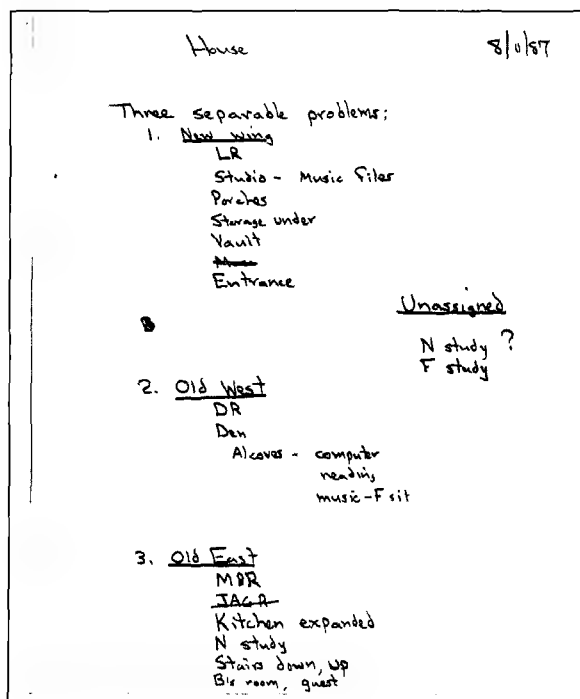 House 8/11/87
Three separable problems:
1. New wing
LR
Studio - Music files
Porches
Storage under
Vault
Entrance
Unassigned
N study ?
F study
2. Old West
DR
Den
Alcoves - computer
reading
music - F sit
3. Old East
MBR
Kitchen expanded
N study
Stairs down, up
B's room, guest